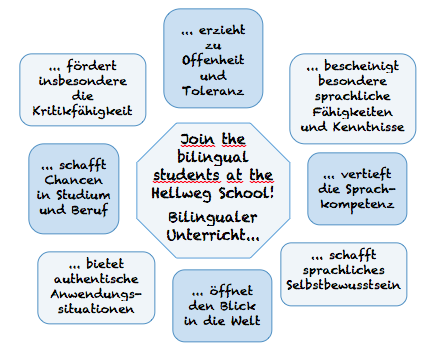 Join the
bilingual
students at the
Hellweg School!
Bilingualer
Unterricht...
... erzieht
zu
Offenheit
und
Toleranz
... bescheinigt
besondere
sprachliche
Fähigkeiten
und Kenntnisse
... vertieft
die Sprach-
kompetenz
... schafft
sprachliches
Selbstbewusstsein
... öffnet
den Blick
in die Welt
... bietet
authentische
Anwendungs-
situationen
... schafft
Chancen
in Studium
und Beruf
... fördert
insbesondere
die
Kritikfähigkeit